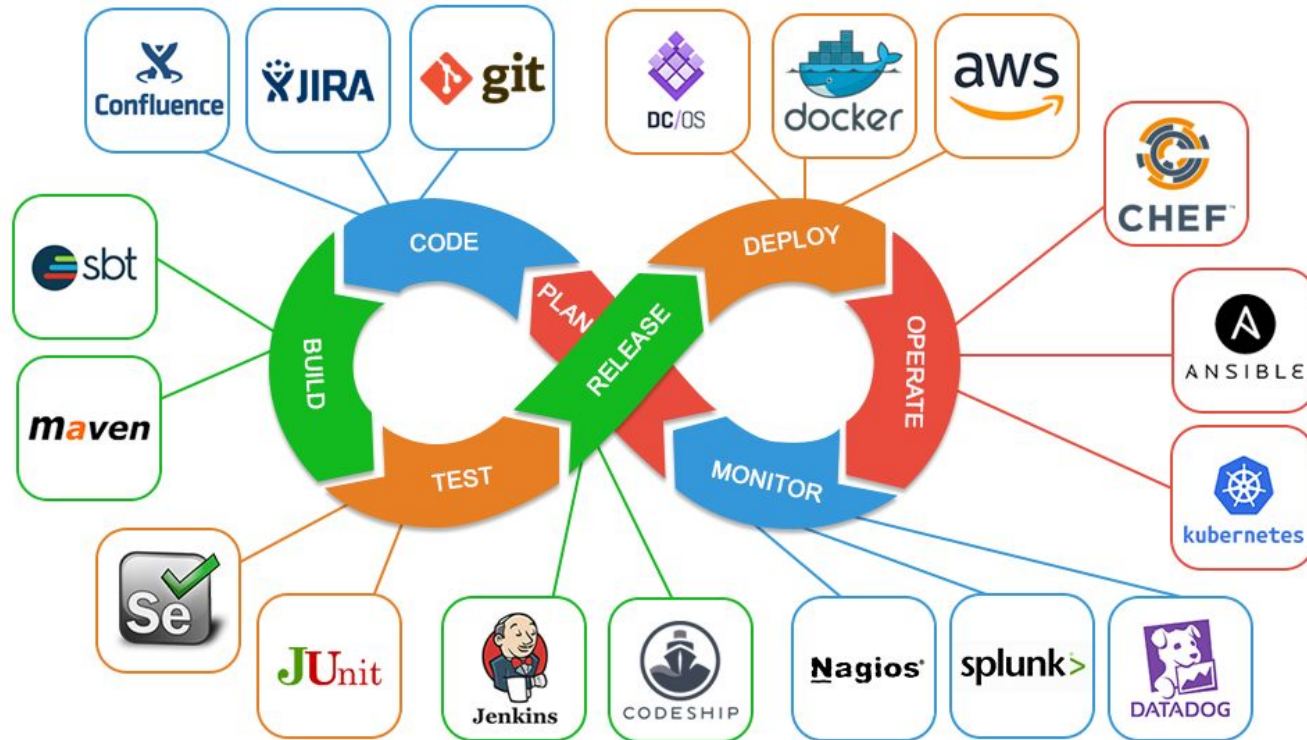 Confluence
JIRA
git
DC/OS
docker
aws
CHEF™
sbt
CODE
DEPLOY
PLAN
RELEASE
BUILD
OPERATE
ANSIBLE
maven
TEST
MONITOR
kubernetes
Se
JUnit
Jenkins
CODESHIP
Nagios®
splunk>
DATADOG